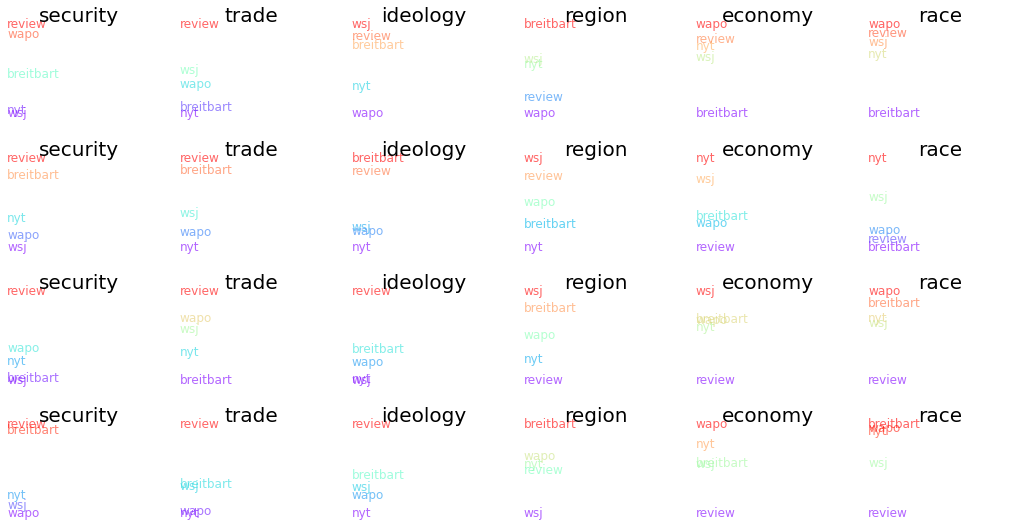 security trade ideology region economy race
review review wsj breitbart wapo wapo
wapo review review review
breitbart nyt wsj
breitbart wsj wsj nyt
breitbart wsj nyt nyt
wapo nyt
breitbart review
nyt
wsj nyt wapo wapo breitbart breitbart
security trade ideology region economy race
review review breitbart wsj nyt nyt
breitbart breitbart review review wsj
wapo wsj
nyt wsj wsj breitbart breitbart
wapo wapo wapo wapo wapo
review
wsj nyt nyt nyt review breitbart
security trade ideology region economy race
review review review wsj wsj wapo
breitbart review
wapo breitbart nyt
wsj wapo wapo wsj
nyt
wapo nyt breitbart
nyt wapo nyt
breitbart nyt
wsj breitbart wsj review review review
security trade ideology region economy race
review review review breitbart wapo breitbart
breitbart wapo
nyt nyt
wapo
breitbart nyt breitbart wsj
breitbart wsj review wsj
nyt wapo
wsj
wapo wapo nyt wsj review review
nyt